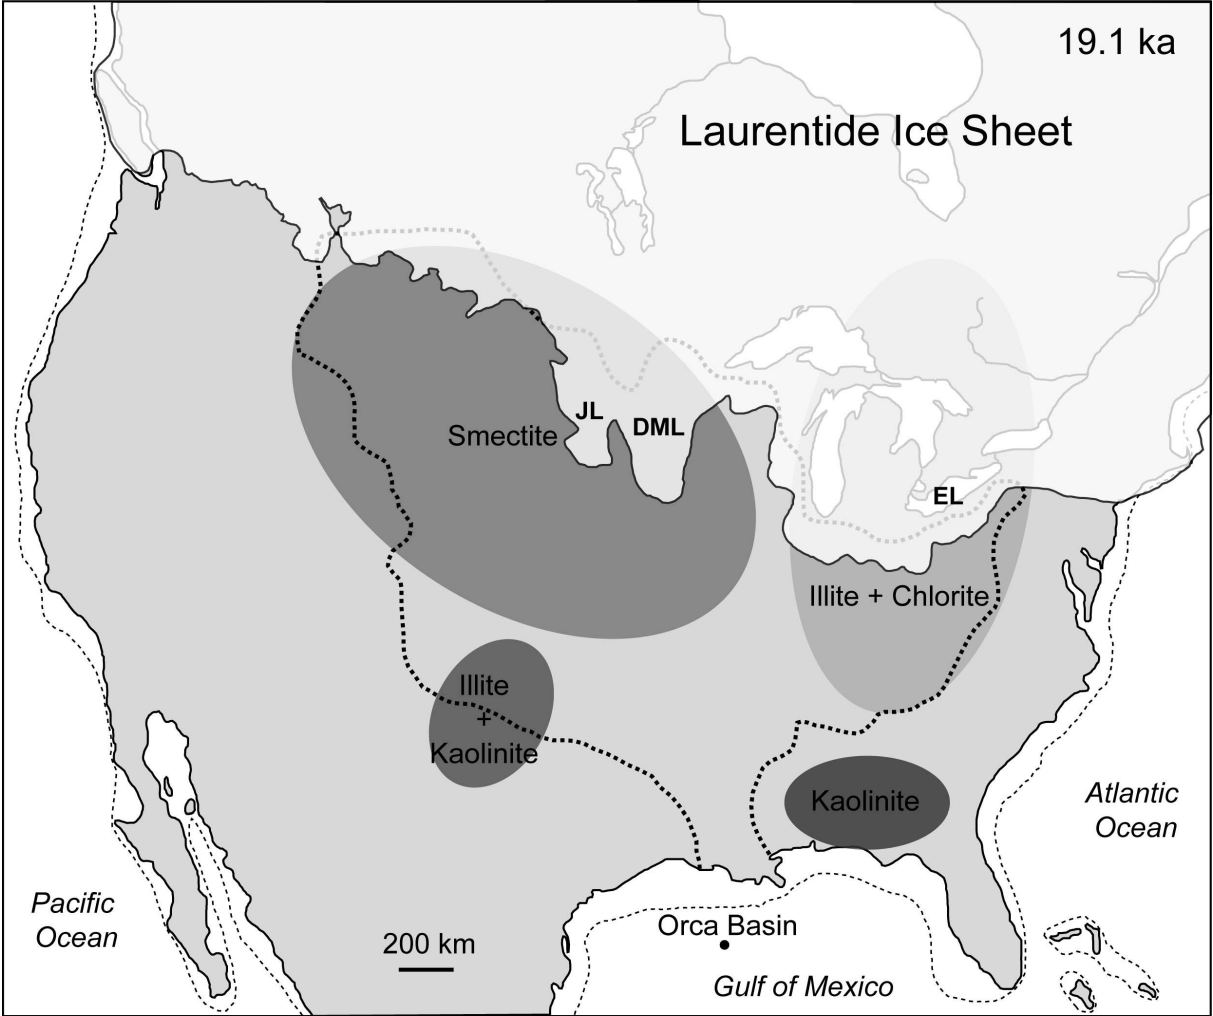 19.1 ka
Laurentide Ice Sheet
JL
DML
Smectite
EL
Illite + Chlorite
Illite
+
Kaolinite
Kaolinite
Atlantic
Ocean
Pacific
Ocean
200 km
Orca Basin
Gulf of Mexico